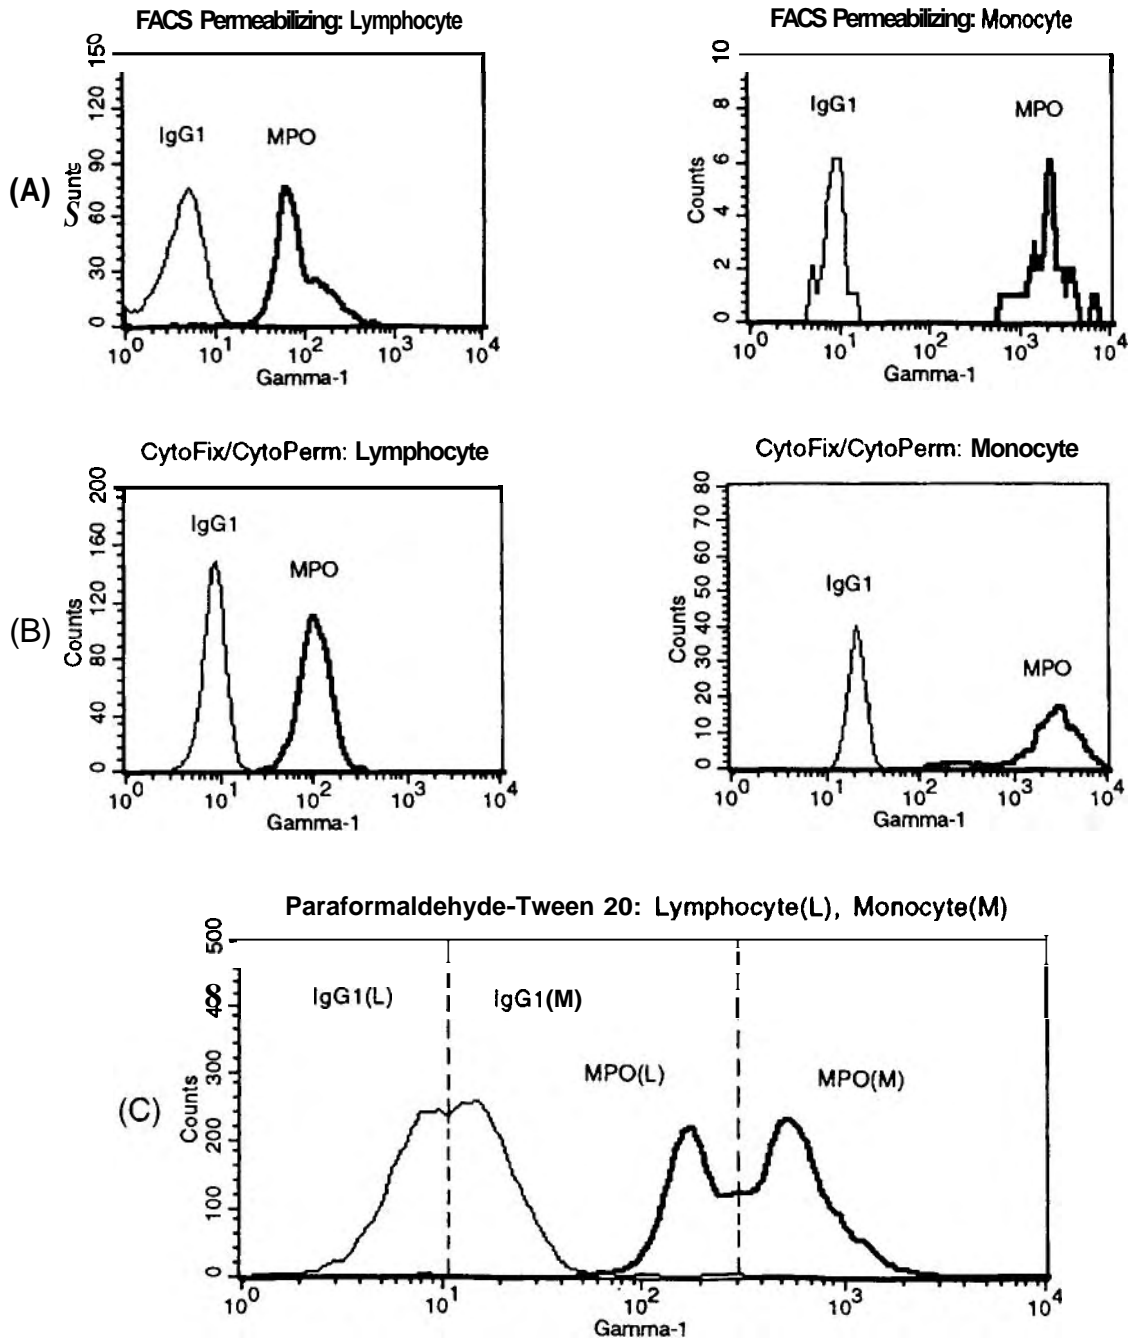 FACS Permeabilizing: Lymphocyte
FACS Permeabilizing: Monocyte
(A)
150
120
90
60
30
0
Counts
IgG1
MPO
10^0 10^1 10^2 10^3 10^4
Gamma-1
10
8
6
4
2
0
Counts
IgG1
MPO
10^0 10^1 10^2 10^3 10^4
Gamma-1
CytoFix/CytoPerm: Lymphocyte
CytoFix/CytoPerm: Monocyte
(B)
200
160
120
80
40
0
Counts
IgG1
MPO
10^0 10^1 10^2 10^3 10^4
Gamma-1
80
70
60
50
40
30
20
10
0
Counts
IgG1
MPO
10^0 10^1 10^2 10^3 10^4
Gamma-1
Paraformaldehyde-Tween 20: Lymphocyte(L), Monocyte(M)
(C)
500
400
300
200
100
0
Counts
IgG1(L)
IgG1(M)
MPO(L)
MPO(M)
10^0 10^1 10^2 10^3 10^4
Gamma-1